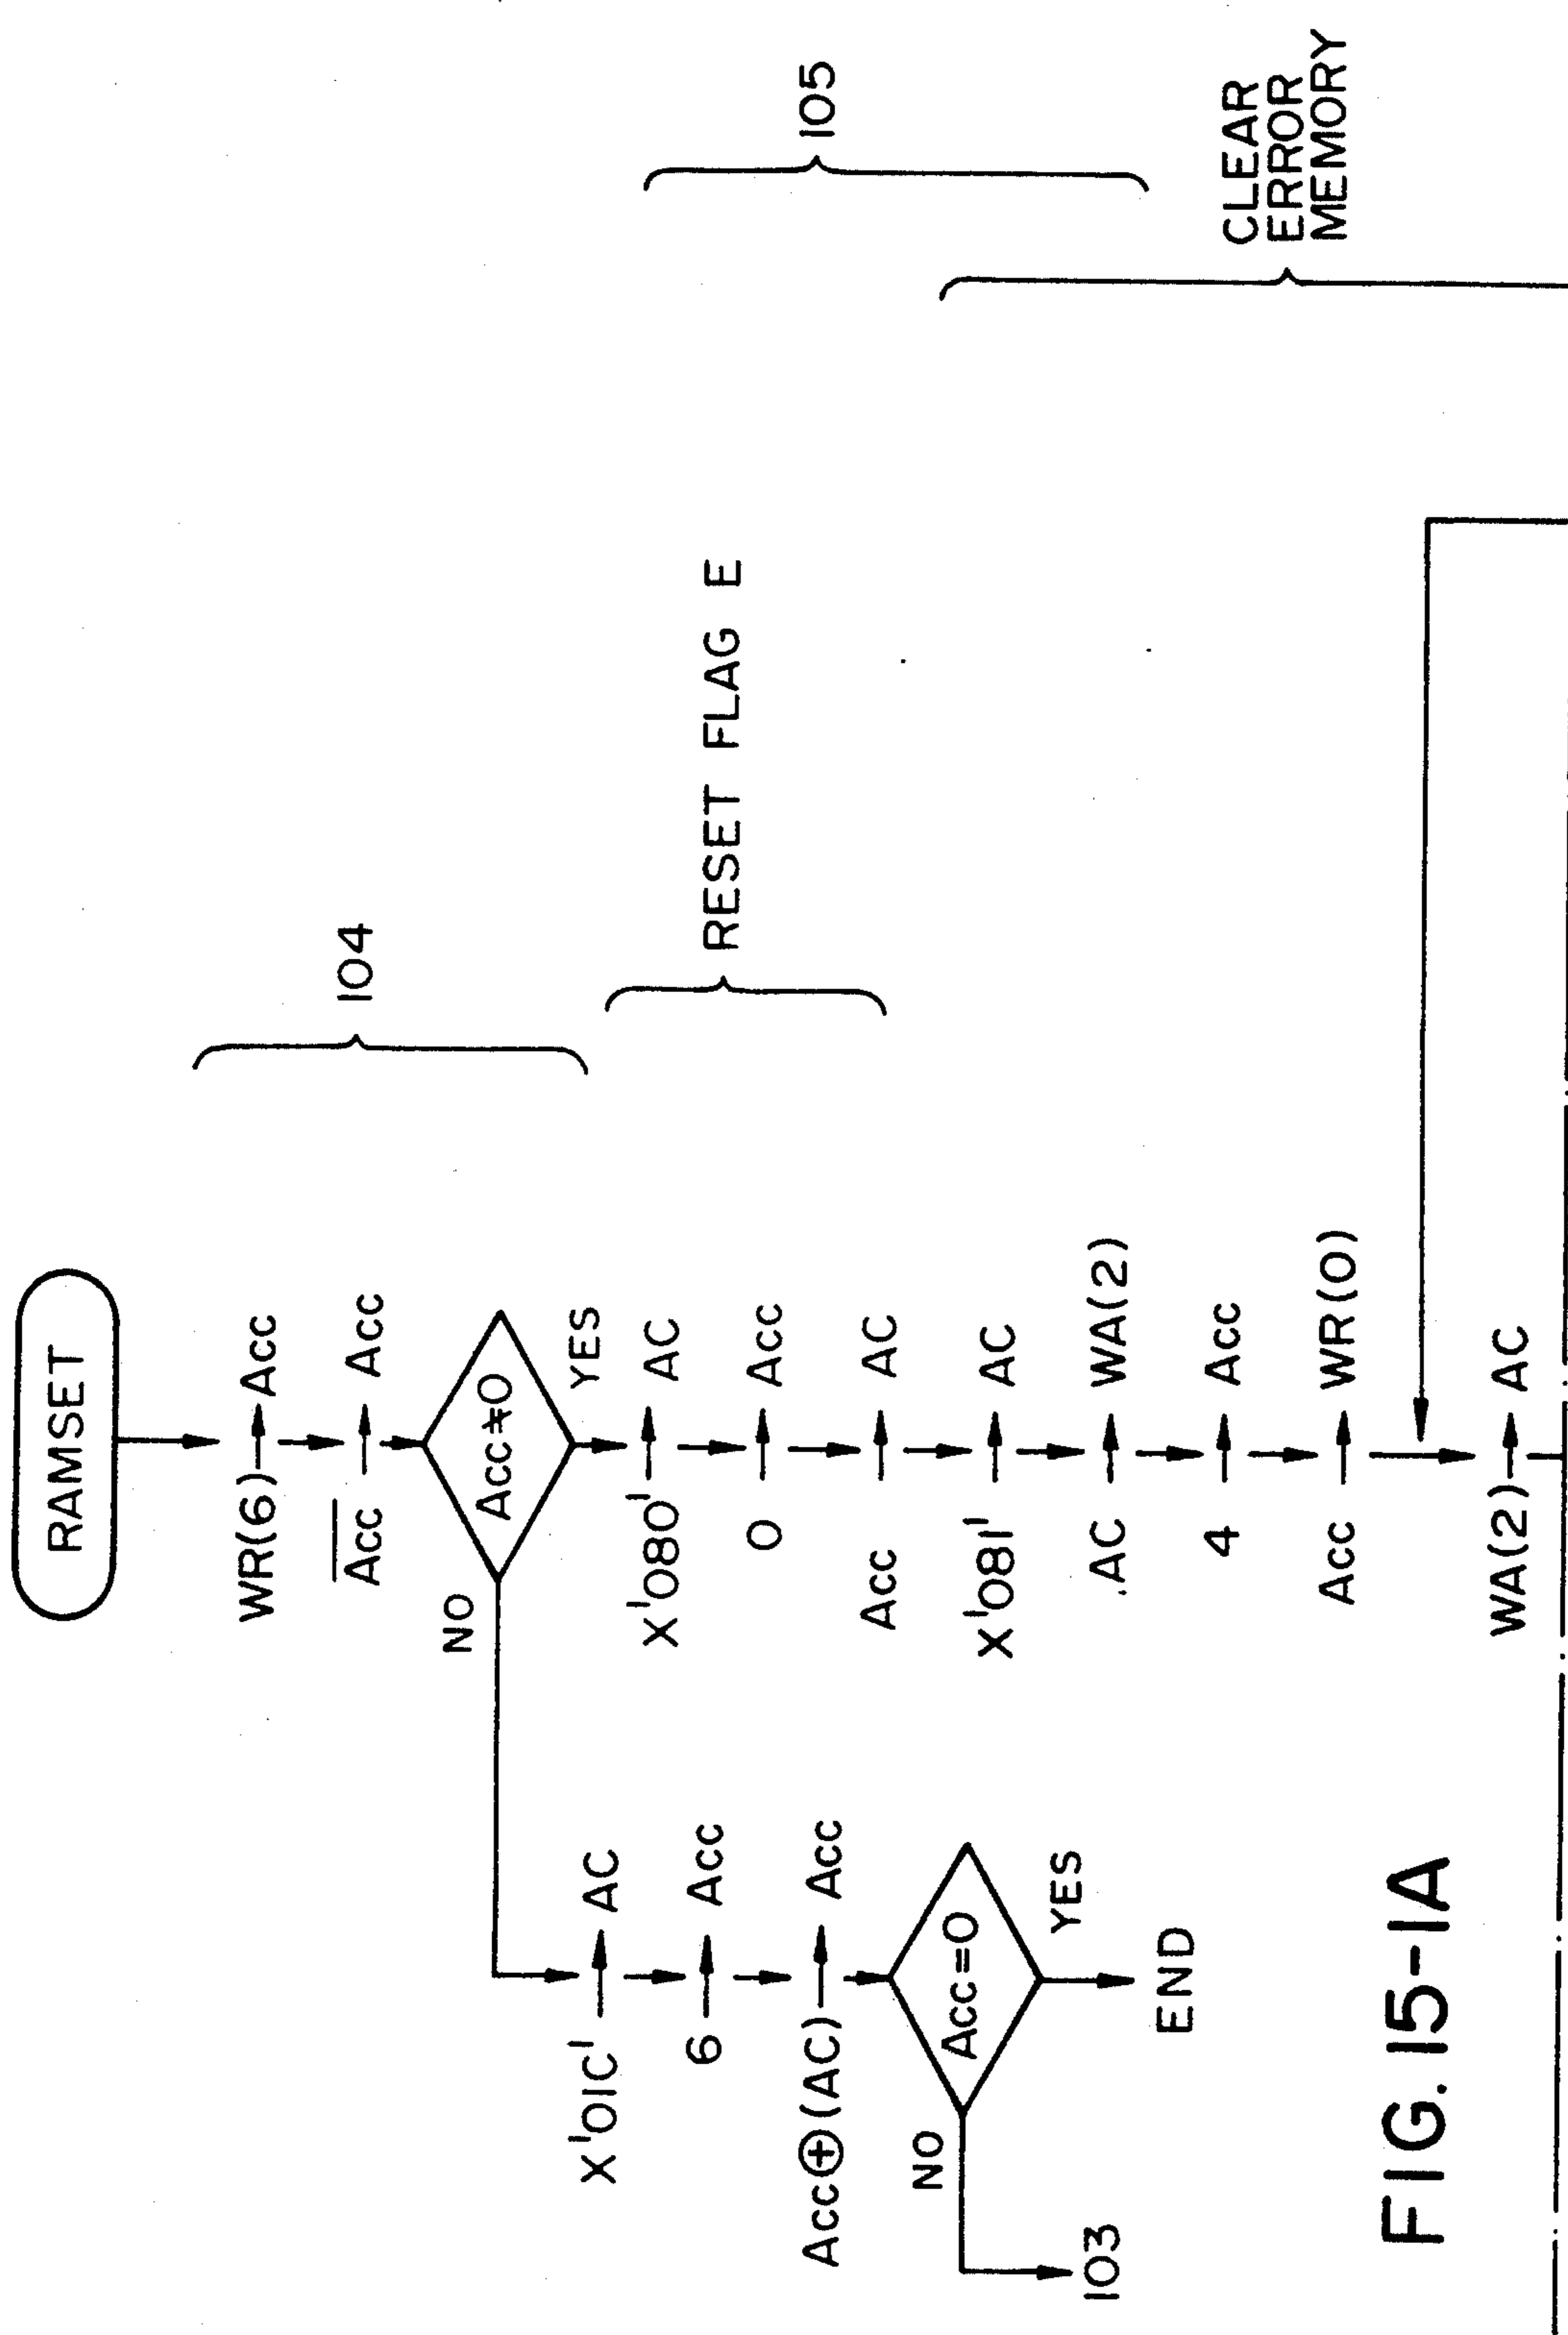 RAMSET
WR(6)→Acc
104
A̅c̅c̅ → Acc
NO
Acc≠0
YES
X'01C' → AC
X'080' → AC
6 → Acc
0 → Acc
RESET FLAG E
Acc⊕(AC) → Acc
Acc → AC
105
NO
Acc=0
YES
X'081' → AC
103
END
AC → WA(2)
4 → Acc
CLEAR
ERROR
MEMORY
Acc → WR(0)
WA(2) → AC
FIG. 15-1A